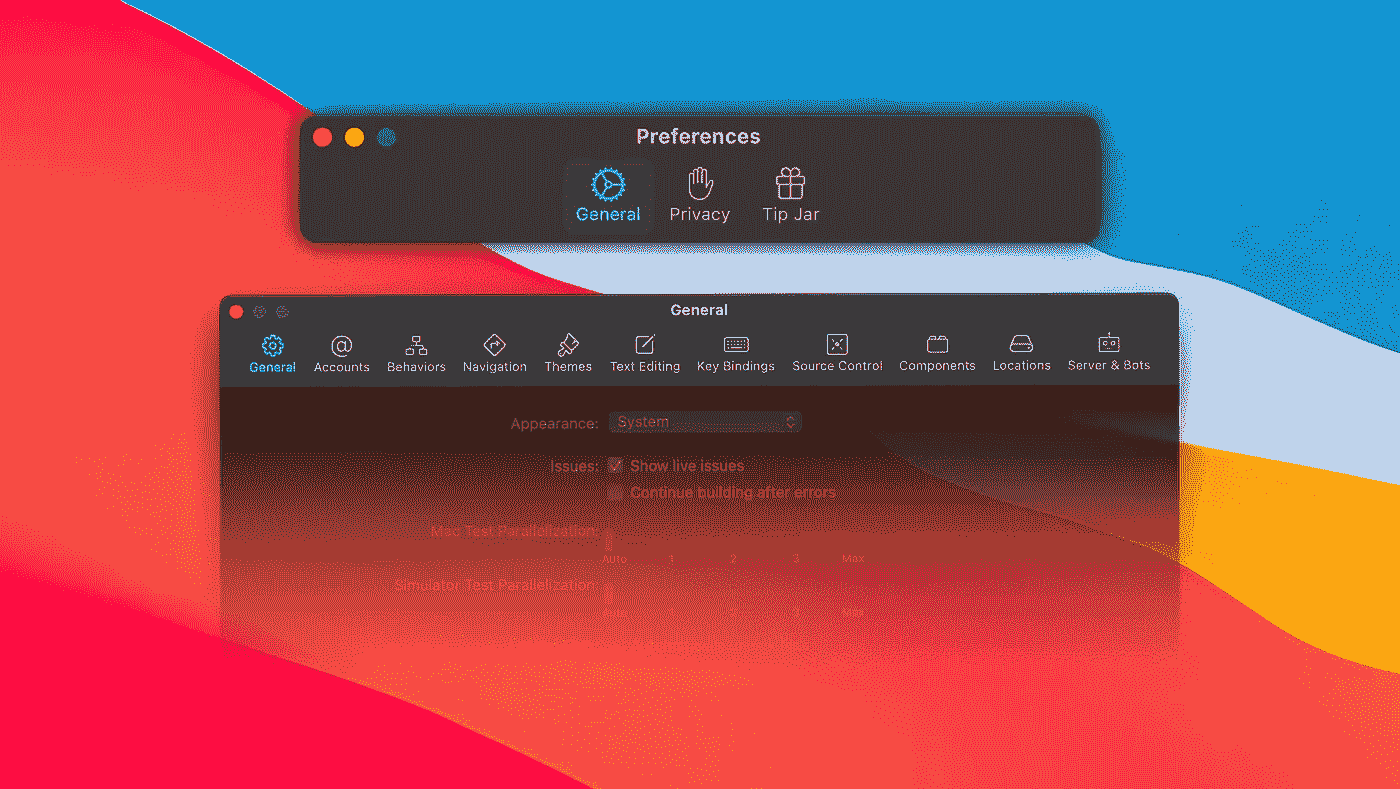 Preferences
General Privacy Tip Jar
General
General Accounts Behaviors Navigation Themes Text Editing Key Bindings Source Control Components Locations Server & Bots
Appearance: System
Issues: Show live issues
Continue building after errors
Mac Test Parallelization:
Auto 1 2 3 Max
Simulator Test Parallelization: